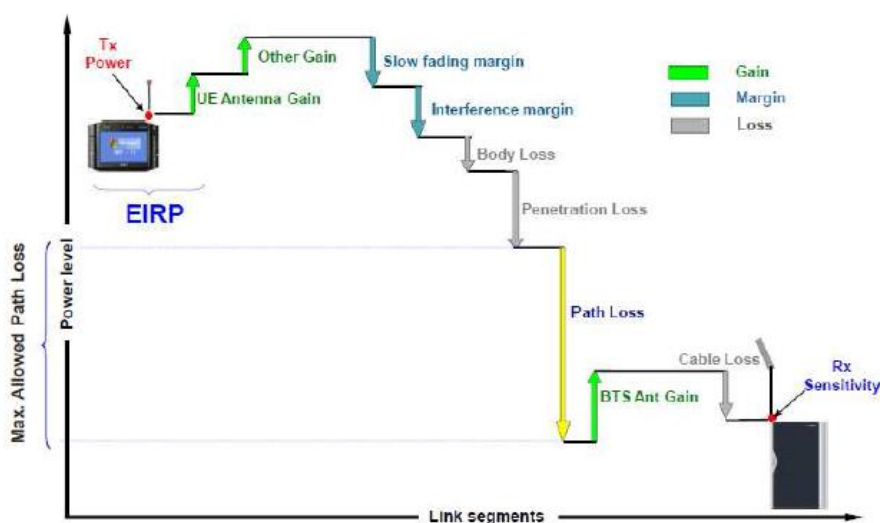 Tx
Power
Other Gain
UE Antenna Gain
Slow fading margin
Interference margin
Body Loss
Penetration Loss
Gain
Margin
Loss
EIRP
Max. Allowed Path Loss
Power level
Path Loss
Cable Loss
BTS Ant Gain
Rx
Sensitivity
Link segments